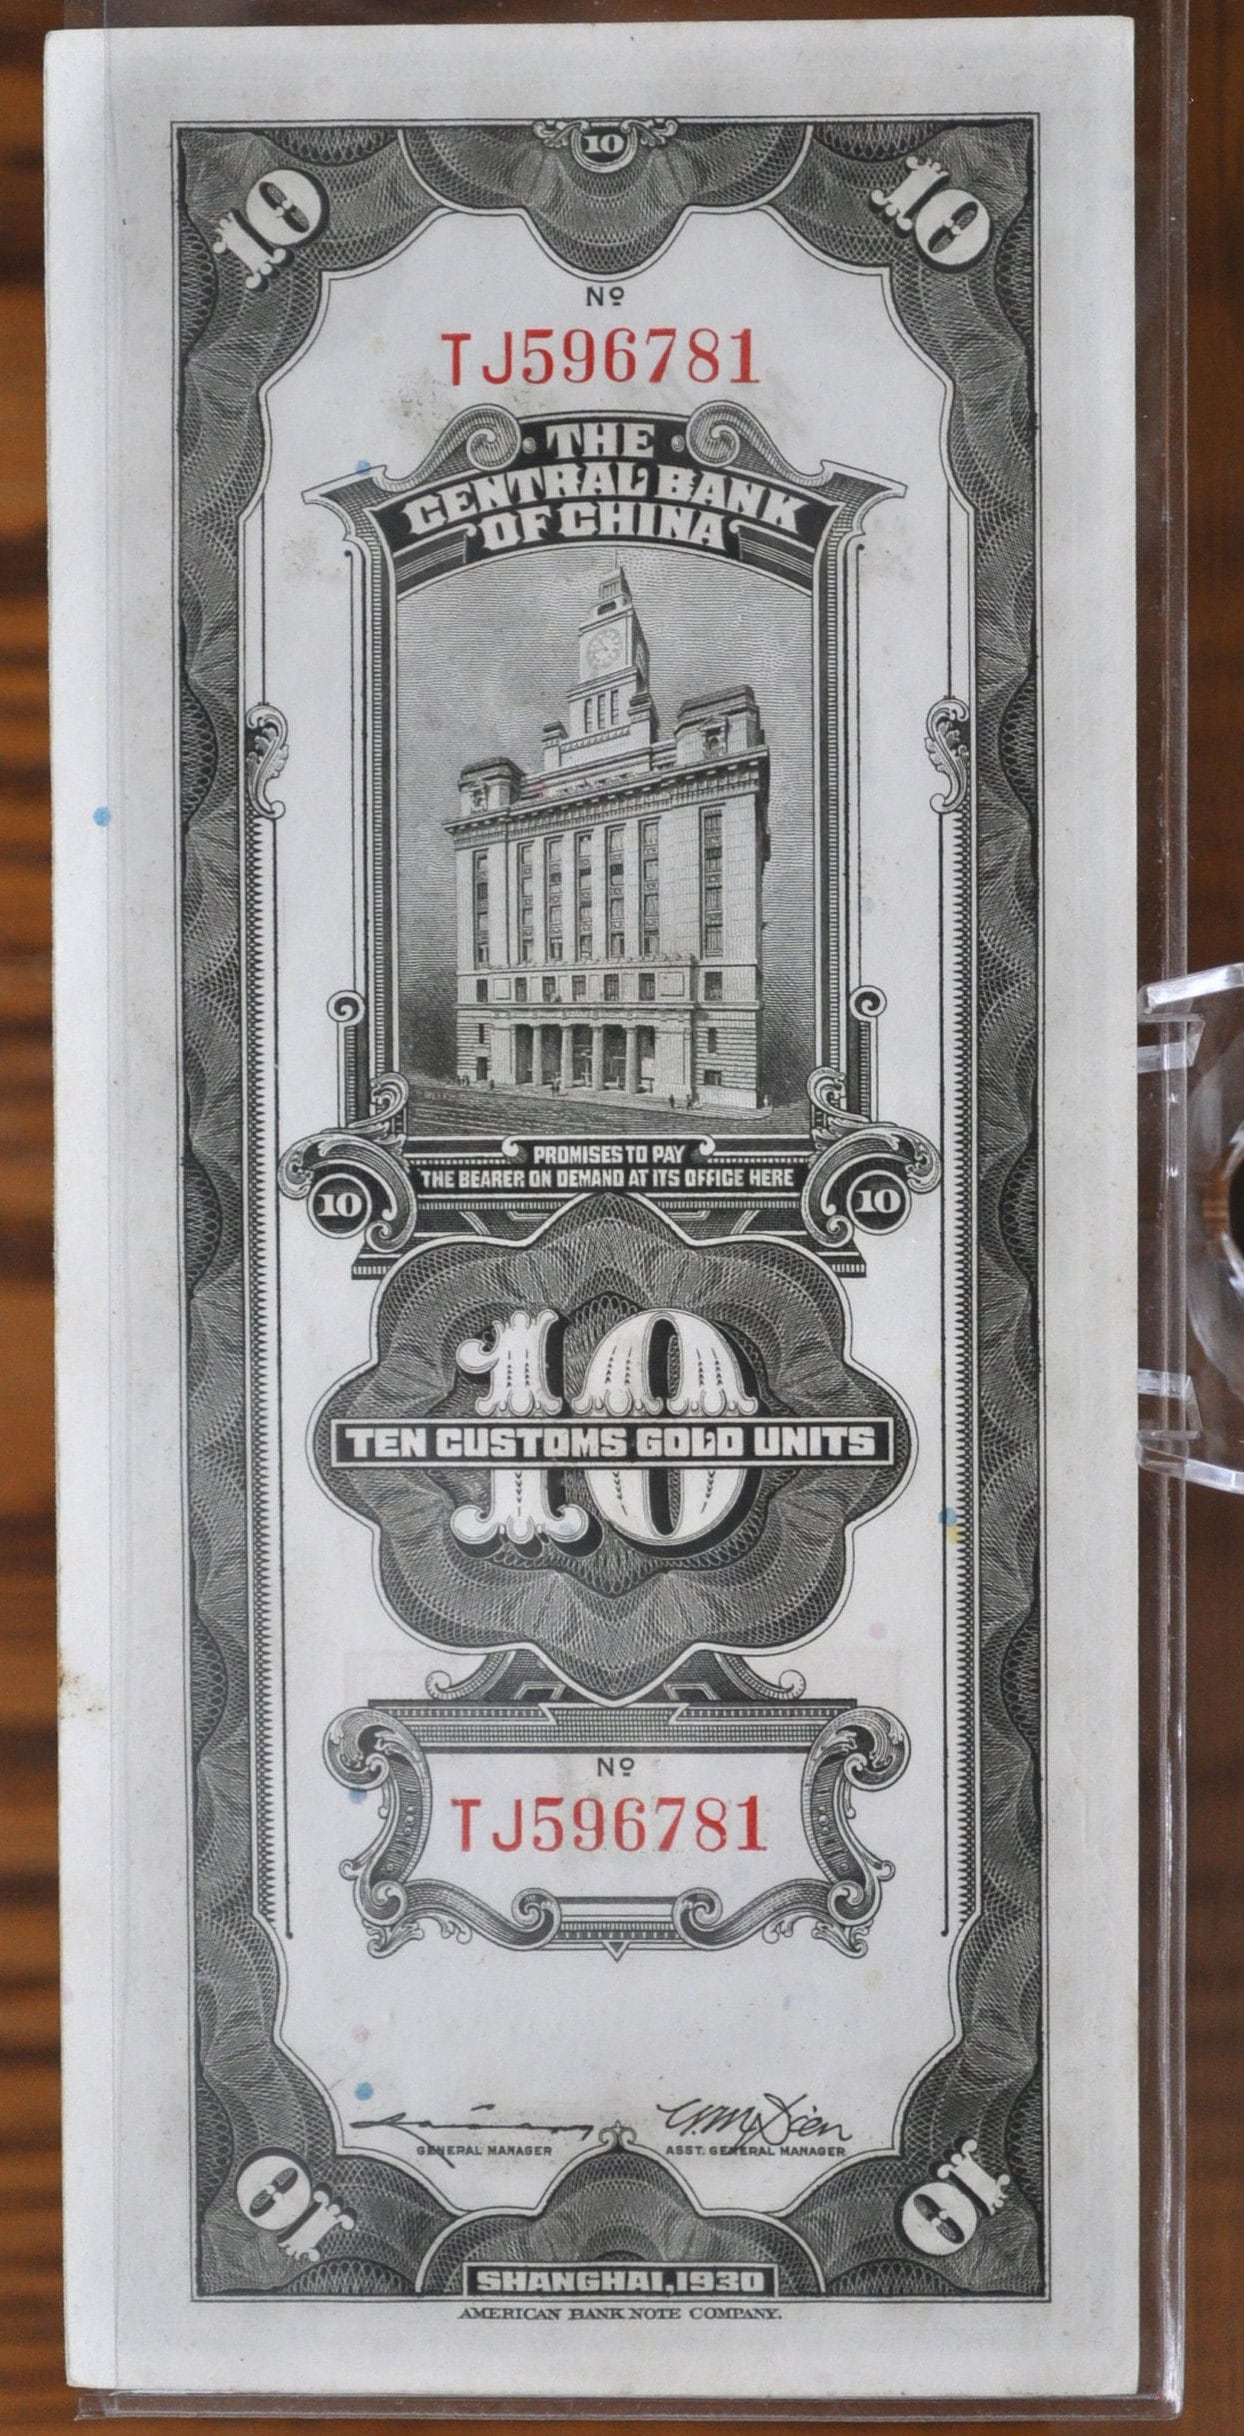 10
10 10
Nº
TJ596781
THE
CENTRAL BANK
OF CHINA
PROMISES TO PAY
THE BEARER ON DEMAND AT ITS OFFICE HERE
10 10
10
TEN CUSTOMS GOLD UNITS
Nº
TJ596781
GENERAL MANAGER
ASST. GENERAL MANAGER
10 10
SHANGHAI, 1930
AMERICAN BANK NOTE COMPANY.